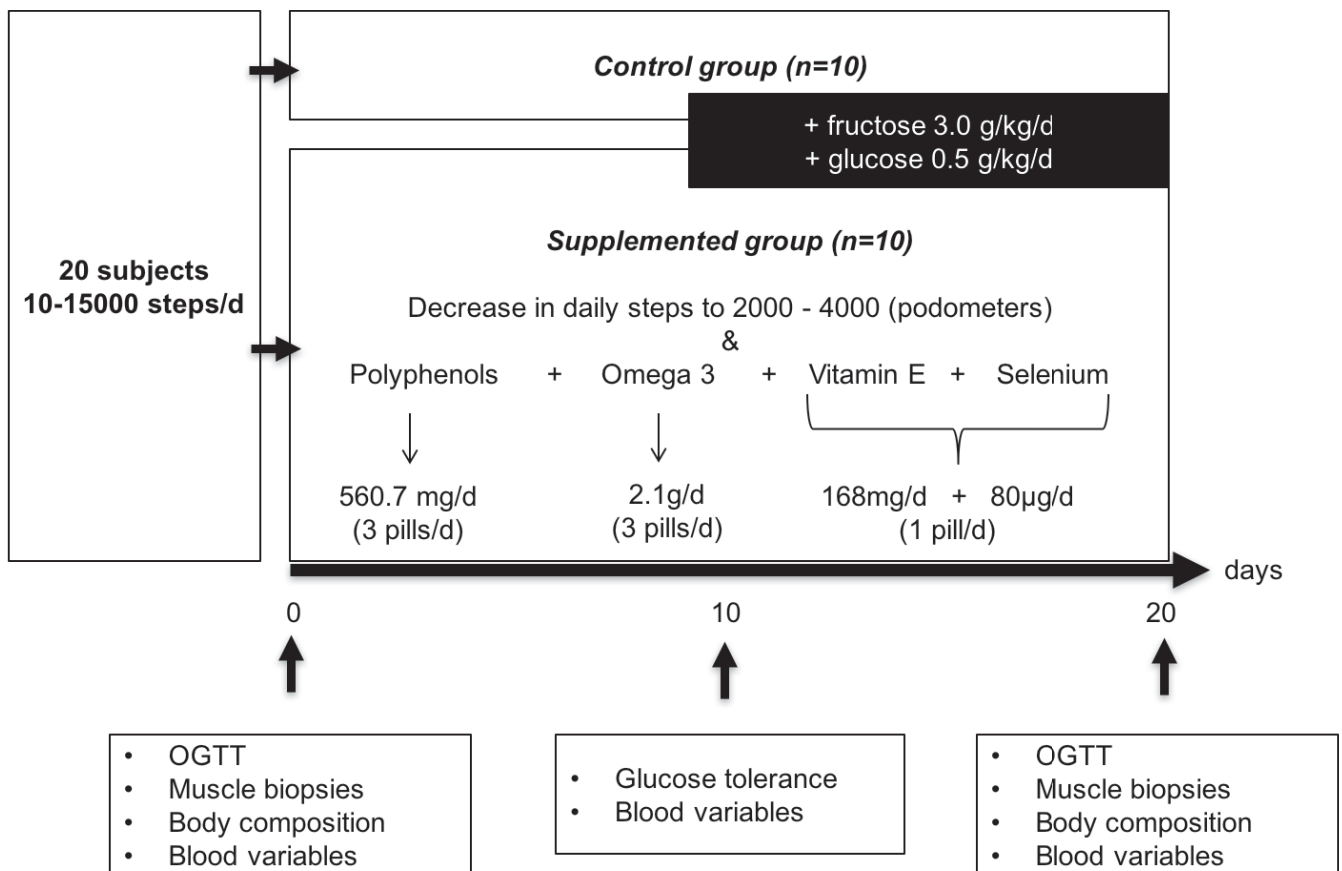 20 subjects
10-15000 steps/d
Control group (n=10)
+ fructose 3.0 g/kg/d
+ glucose 0.5 g/kg/d
Supplemented group (n=10)
Decrease in daily steps to 2000 - 4000 (podometers)
&
Polyphenols + Omega 3 + Vitamin E + Selenium
560.7 mg/d 2.1g/d 168mg/d + 80µg/d
(3 pills/d) (3 pills/d) (1 pill/d)
days
0 10 20
• OGTT
• Muscle biopsies
• Body composition
• Blood variables
• Glucose tolerance
• Blood variables
• OGTT
• Muscle biopsies
• Body composition
• Blood variables